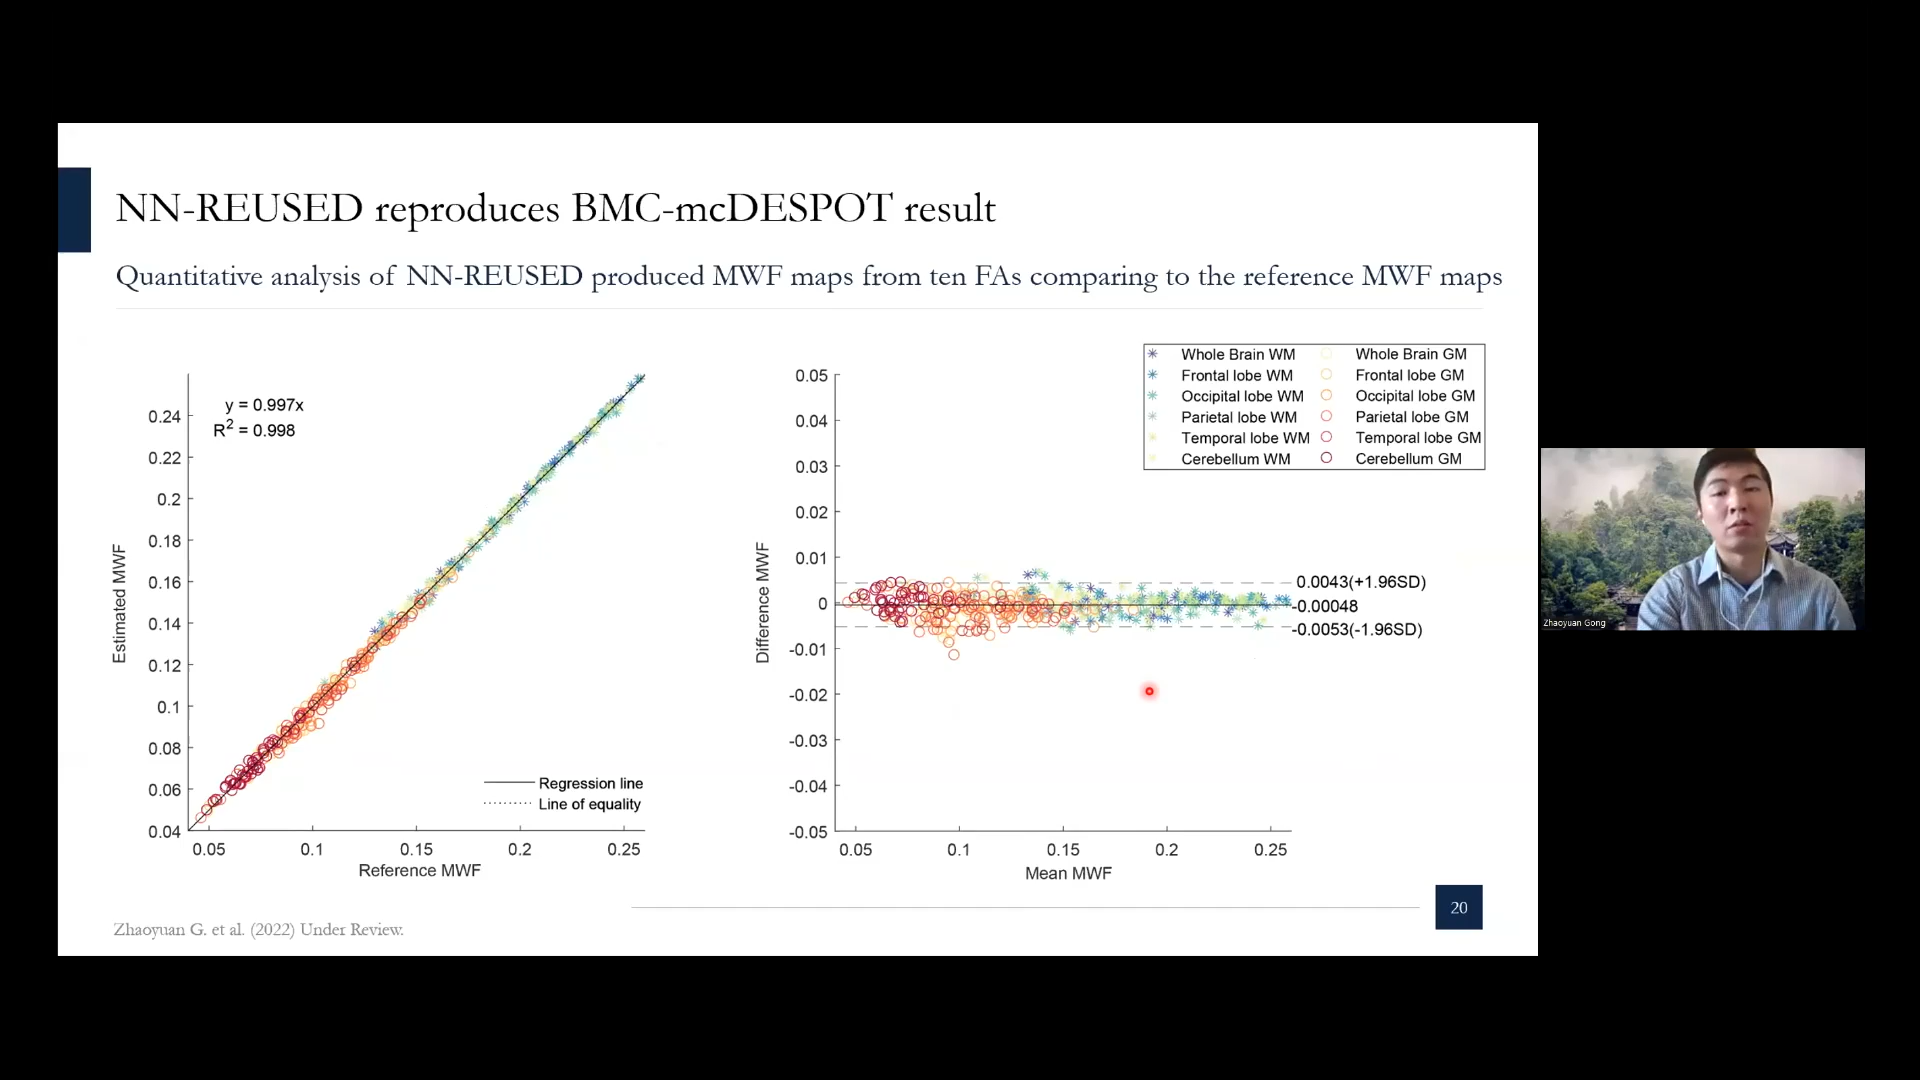 NN-REUSED reproduces BMC-mcDESPOT result
Quantitative analysis of NN-REUSED produced MWF maps from ten FAs comparing to the reference MWF maps
y = 0.997x
R2 = 0.998
0.24
0.22
0.2
0.18
0.16
0.14
0.12
0.1
0.08
0.06
0.04
Estimated MWF
Regression line
Line of equality
0.05 0.1 0.15 0.2 0.25
Reference MWF
Whole Brain WM Whole Brain GM
Frontal lobe WM Frontal lobe GM
Occipital lobe WM Occipital lobe GM
Parietal lobe WM Parietal lobe GM
Temporal lobe WM Temporal lobe GM
Cerebellum WM Cerebellum GM
0.05
0.04
0.03
0.02
0.01
0
-0.01
-0.02
-0.03
-0.04
-0.05
Difference MWF
0.0043(+1.96SD)
-0.00048
-0.0053(-1.96SD)
0.05 0.1 0.15 0.2 0.25
Mean MWF
Zhaoyuan G. et al. (2022) Under Review.
20
Zhaoyuan Gong